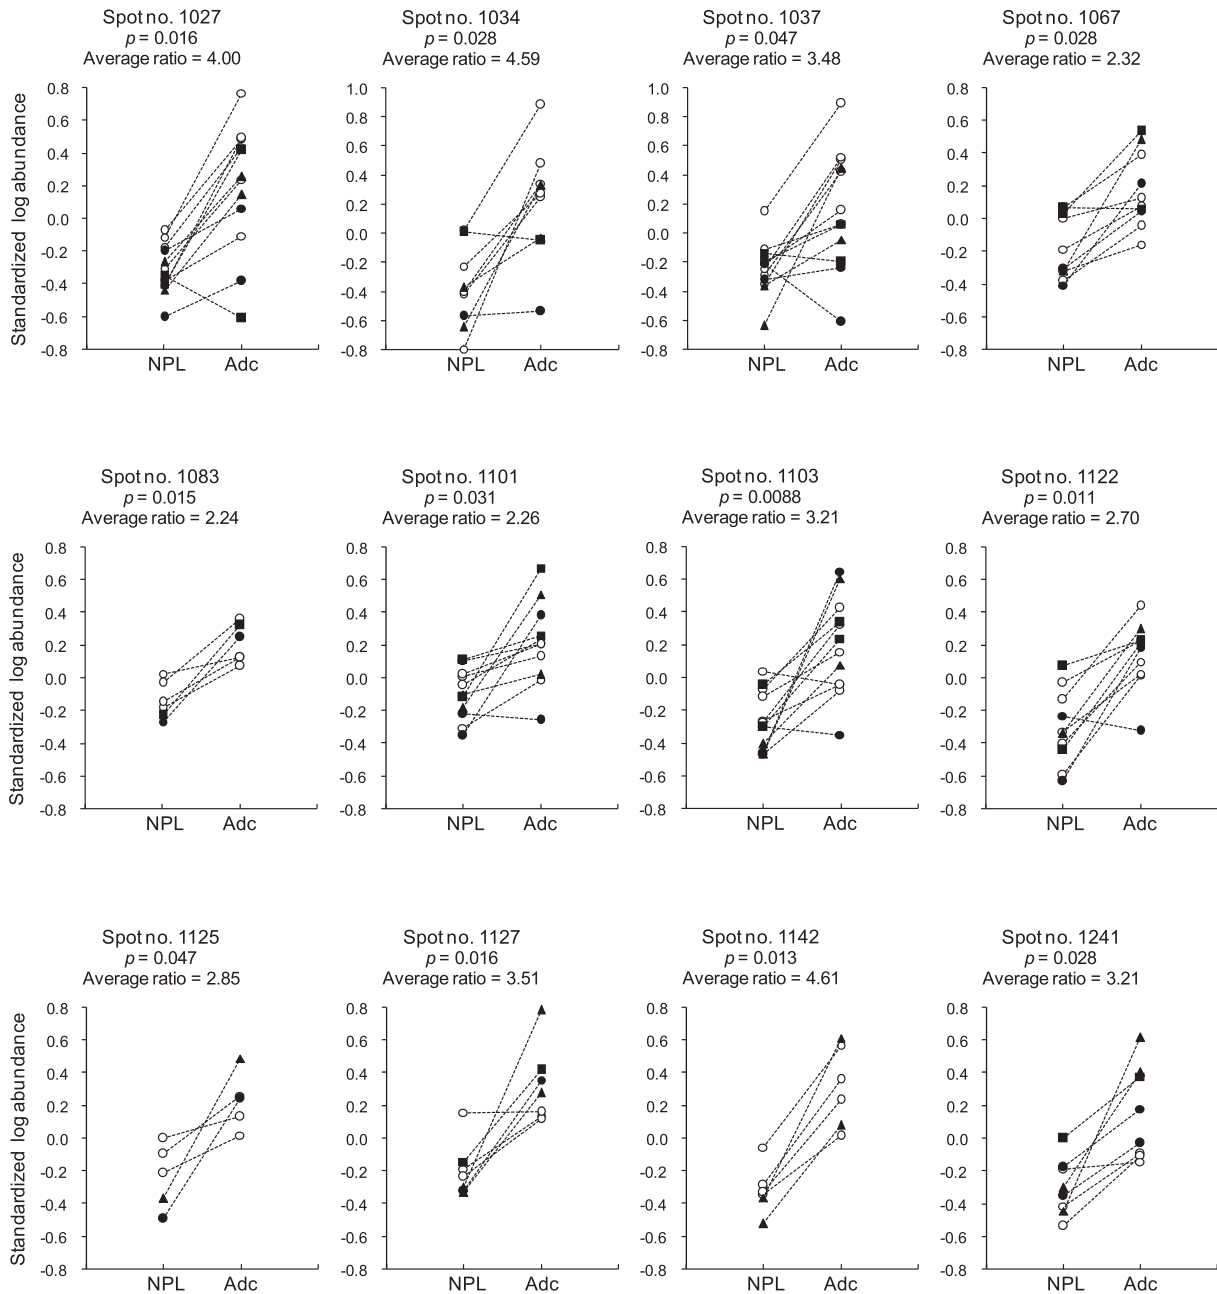 Spot no. 1027
p = 0.016
Average ratio = 4.00
Spot no. 1034
p = 0.028
Average ratio = 4.59
Spot no. 1037
p = 0.047
Average ratio = 3.48
Spot no. 1067
p = 0.028
Average ratio = 2.32
Standardized log abundance
0.8
0.6
0.4
0.2
0.0
-0.2
-0.4
-0.6
-0.8
NPL Adc
1.0
0.8
0.6
0.4
0.2
0.0
-0.2
-0.4
-0.6
-0.8
NPL Adc
1.0
0.8
0.6
0.4
0.2
0.0
-0.2
-0.4
-0.6
-0.8
NPL Adc
0.8
0.6
0.4
0.2
0.0
-0.2
-0.4
-0.6
-0.8
NPL Adc
Spot no. 1083
p = 0.015
Average ratio = 2.24
Spot no. 1101
p = 0.031
Average ratio = 2.26
Spot no. 1103
p = 0.0088
Average ratio = 3.21
Spot no. 1122
p = 0.011
Average ratio = 2.70
Standardized log abundance
0.8
0.6
0.4
0.2
0.0
-0.2
-0.4
-0.6
-0.8
NPL Adc
0.8
0.6
0.4
0.2
0.0
-0.2
-0.4
-0.6
-0.8
NPL Adc
0.8
0.6
0.4
0.2
0.0
-0.2
-0.4
-0.6
-0.8
NPL Adc
0.8
0.6
0.4
0.2
0.0
-0.2
-0.4
-0.6
-0.8
NPL Adc
Spot no. 1125
p = 0.047
Average ratio = 2.85
Spot no. 1127
p = 0.016
Average ratio = 3.51
Spot no. 1142
p = 0.013
Average ratio = 4.61
Spot no. 1241
p = 0.028
Average ratio = 3.21
Standardized log abundance
0.8
0.6
0.4
0.2
0.0
-0.2
-0.4
-0.6
-0.8
NPL Adc
0.8
0.6
0.4
0.2
0.0
-0.2
-0.4
-0.6
-0.8
NPL Adc
0.8
0.6
0.4
0.2
0.0
-0.2
-0.4
-0.6
-0.8
NPL Adc
0.8
0.6
0.4
0.2
0.0
-0.2
-0.4
-0.6
-0.8
NPL Adc